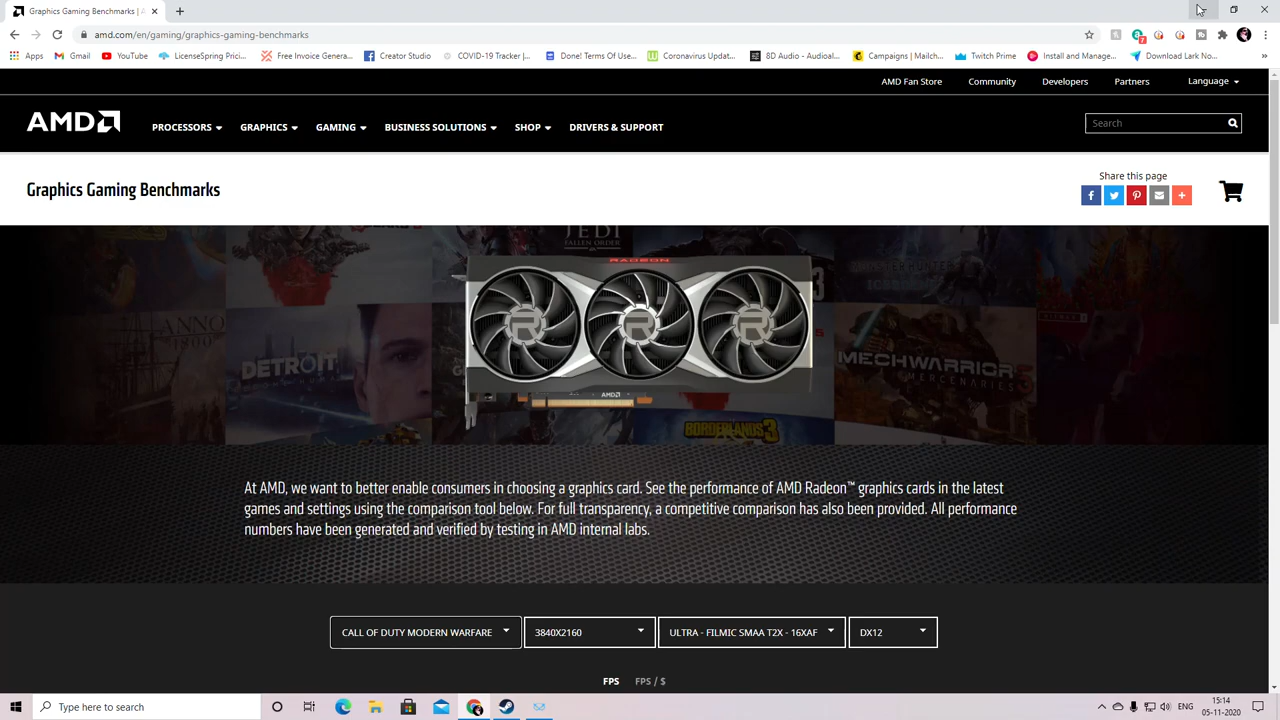 Graphics Gaming Benchmarks | A
amd.com/en/gaming/graphics-gaming-benchmarks
Apps Gmail YouTube LicenseSpring Prici... Free Invoice Genera... Creator Studio COVID-19 Tracker |... Done! Terms Of Use... Coronavirus Updat... 8D Audio - Audioal... Campaigns | Mailch... Twitch Prime Install and Manage... Download Lark No...
AMD Fan Store Community Developers Partners Language
AMD PROCESSORS GRAPHICS GAMING BUSINESS SOLUTIONS SHOP DRIVERS & SUPPORT Search
Graphics Gaming Benchmarks
Share this page
JEDI
FALLEN ORDER
RADEON
ANNO
1800
DETROIT
MECHWARRIOR
MERCENARIES
AMD
BORDERLANDS 3
At AMD, we want to better enable consumers in choosing a graphics card. See the performance of AMD Radeon™ graphics cards in the latest
games and settings using the comparison tool below. For full transparency, a competitive comparison has also been provided. All performance
numbers have been generated and verified by testing in AMD internal labs.
CALL OF DUTY MODERN WARFARE 3840X2160 ULTRA - FILMIC SMAA T2X - 16XAF DX12
FPS FPS / $
Type here to search
ENG
15:14
05-11-2020